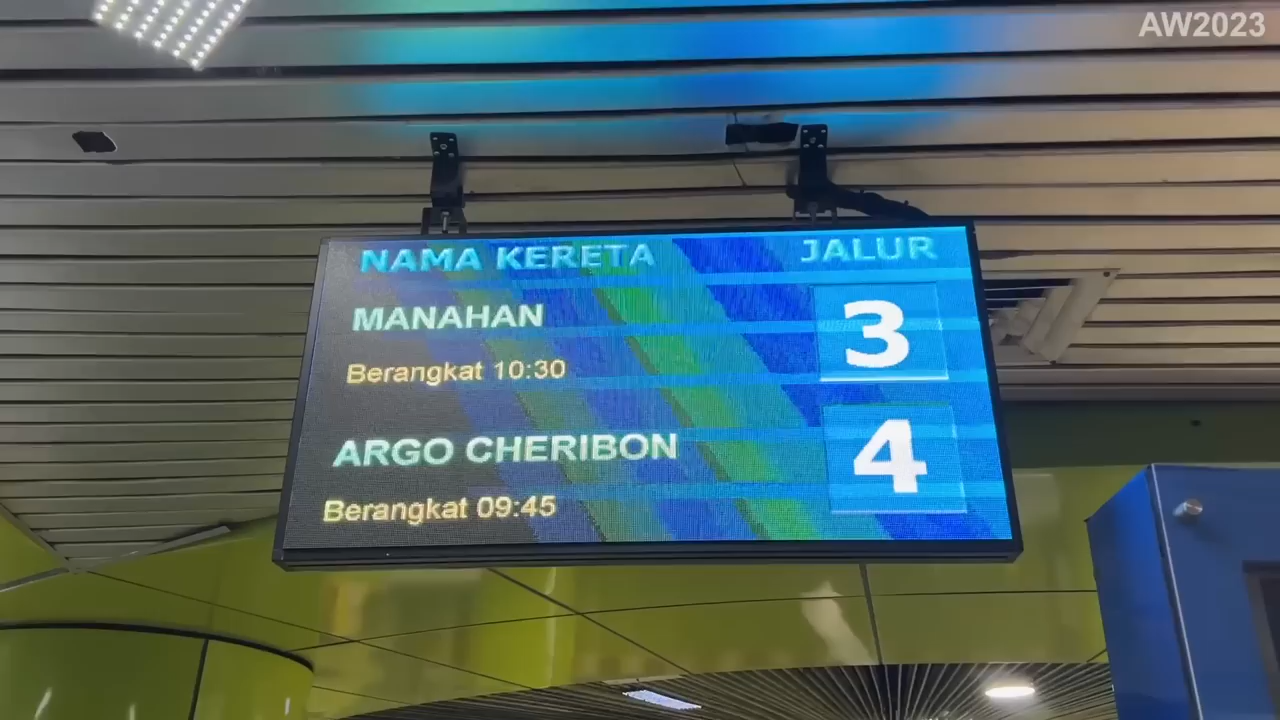 AW2023
NAMA KERETA JALUR
MANAHAN 3
Berangkat 10:30
ARGO CHERIBON 4
Berangkat 09:45